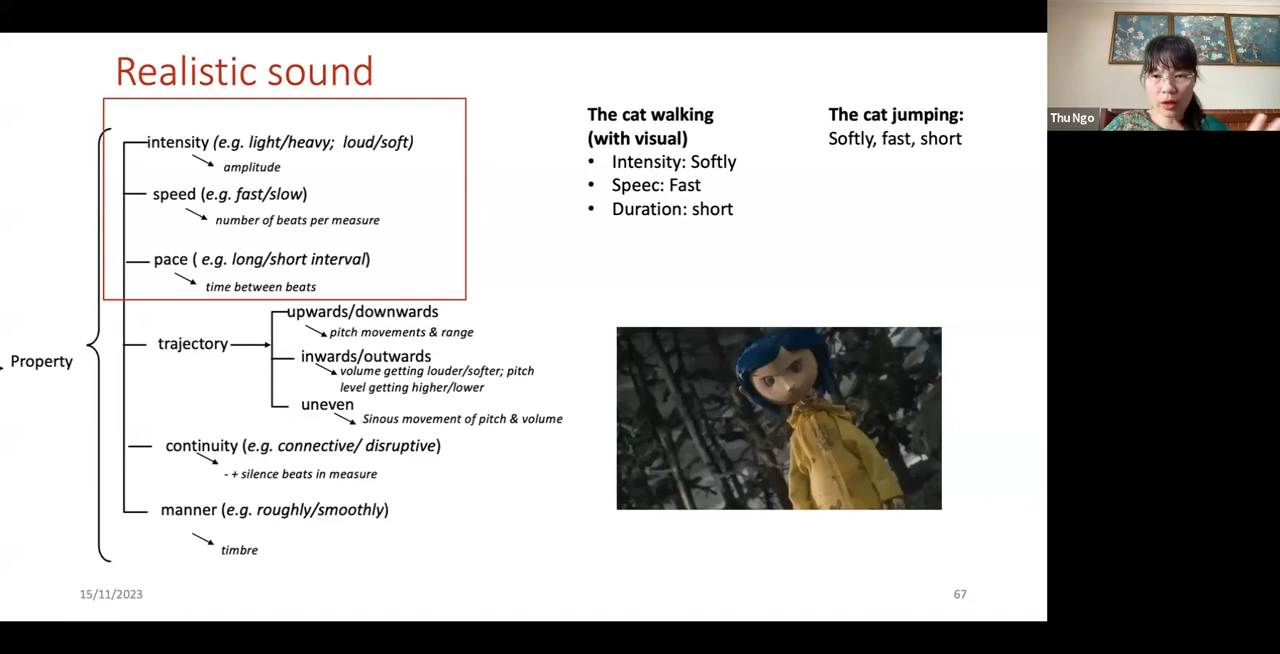 Realistic sound
intensity (e.g. light/heavy; loud/soft)
amplitude
speed (e.g. fast/slow)
number of beats per measure
pace ( e.g. long/short interval)
time between beats
Property
trajectory
upwards/downwards
pitch movements & range
inwards/outwards
volume getting louder/softer; pitch
level getting higher/lower
uneven
Sinous movement of pitch & volume
continuity (e.g. connective/ disruptive)
- + silence beats in measure
manner (e.g. roughly/smoothly)
timbre
The cat walking
(with visual)
• Intensity: Softly
• Speec: Fast
• Duration: short
The cat jumping:
Softly, fast, short
15/11/2023
67
Thu Ngo